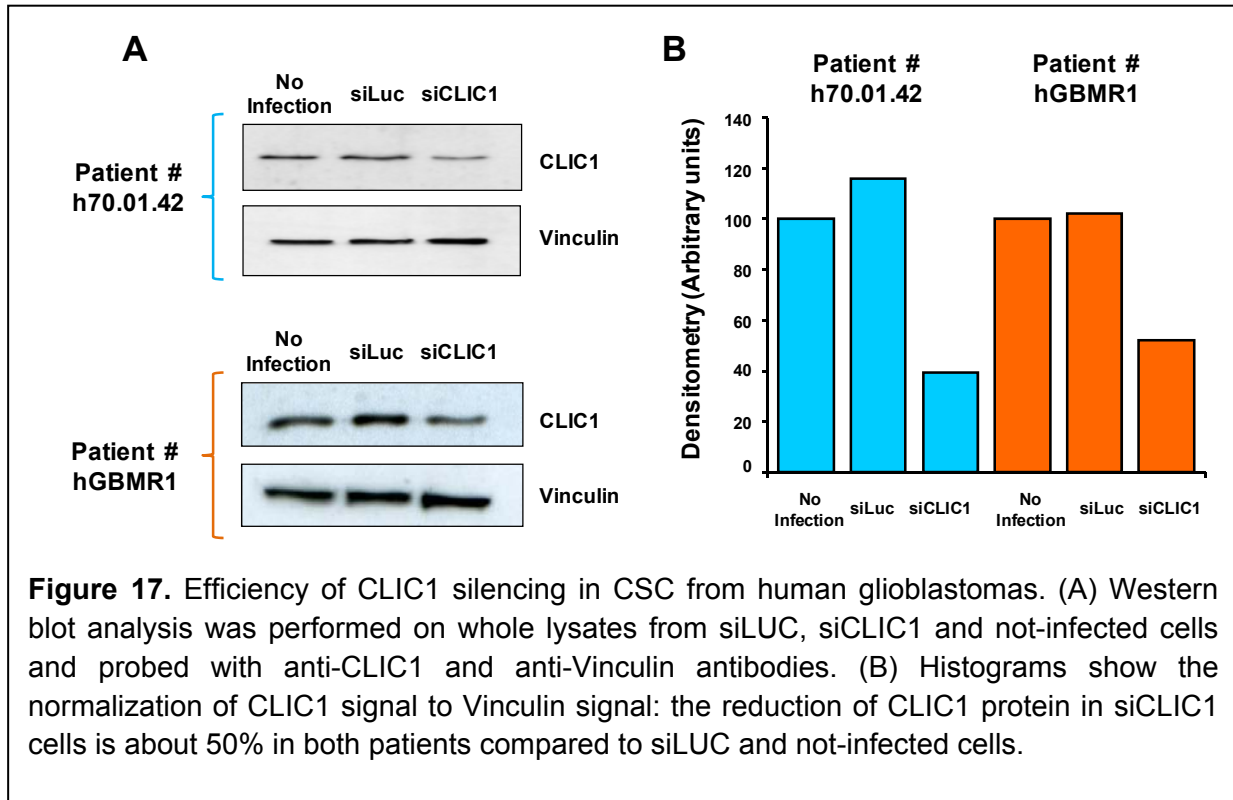 A
No
Infection
siLuc
siCLIC1
Patient #
h70.01.42
CLIC1
Vinculin
No
Infection
siLuc
siCLIC1
Patient #
hGBMR1
CLIC1
Vinculin
B
Patient #
h70.01.42
Patient #
hGBMR1
Densitometry (Arbitrary units)
140
120
100
80
60
40
20
0
No
Infection
siLuc
siCLIC1
No
Infection
siLuc
siCLIC1
Figure 17. Efficiency of CLIC1 silencing in CSC from human glioblastomas. (A) Western
blot analysis was performed on whole lysates from siLUC, siCLIC1 and not-infected cells
and probed with anti-CLIC1 and anti-Vinculin antibodies. (B) Histograms show the
normalization of CLIC1 signal to Vinculin signal: the reduction of CLIC1 protein in siCLIC1
cells is about 50% in both patients compared to siLUC and not-infected cells.